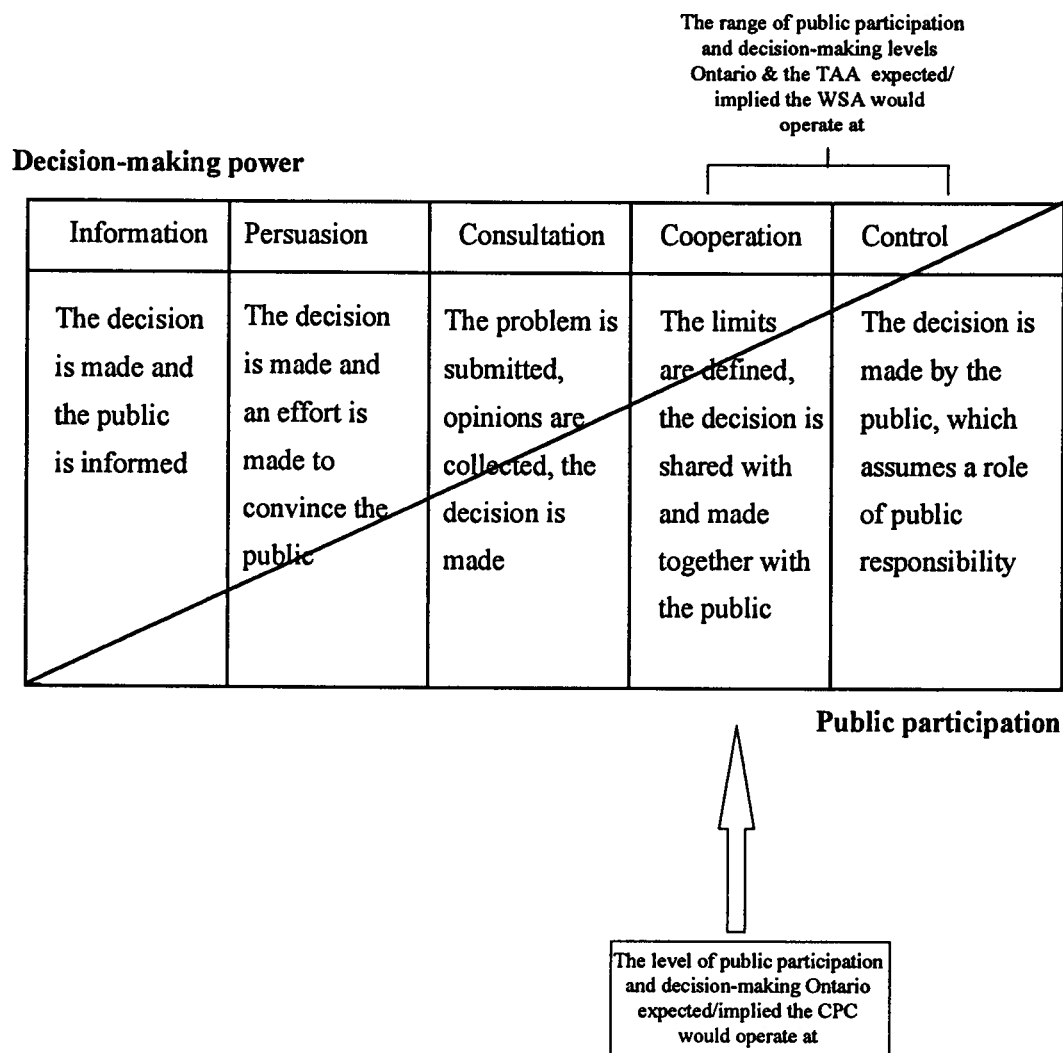 The range of public participation
and decision-making levels
Ontario & the TAA expected/
implied the WSA would
operate at
Decision-making power
Information
Persuasion
Consultation
Cooperation
Control
The decision
is made and
the public
is informed
The decision
is made and
an effort is
made to
convince the
public
The problem is
submitted,
opinions are
collected, the
decision is
made
The limits
are defined,
the decision is
shared with
and made
together with
the public
The decision is
made by the
public, which
assumes a role
of public
responsibility
Public participation
The level of public participation
and decision-making Ontario
expected/implied the CPC
would operate at